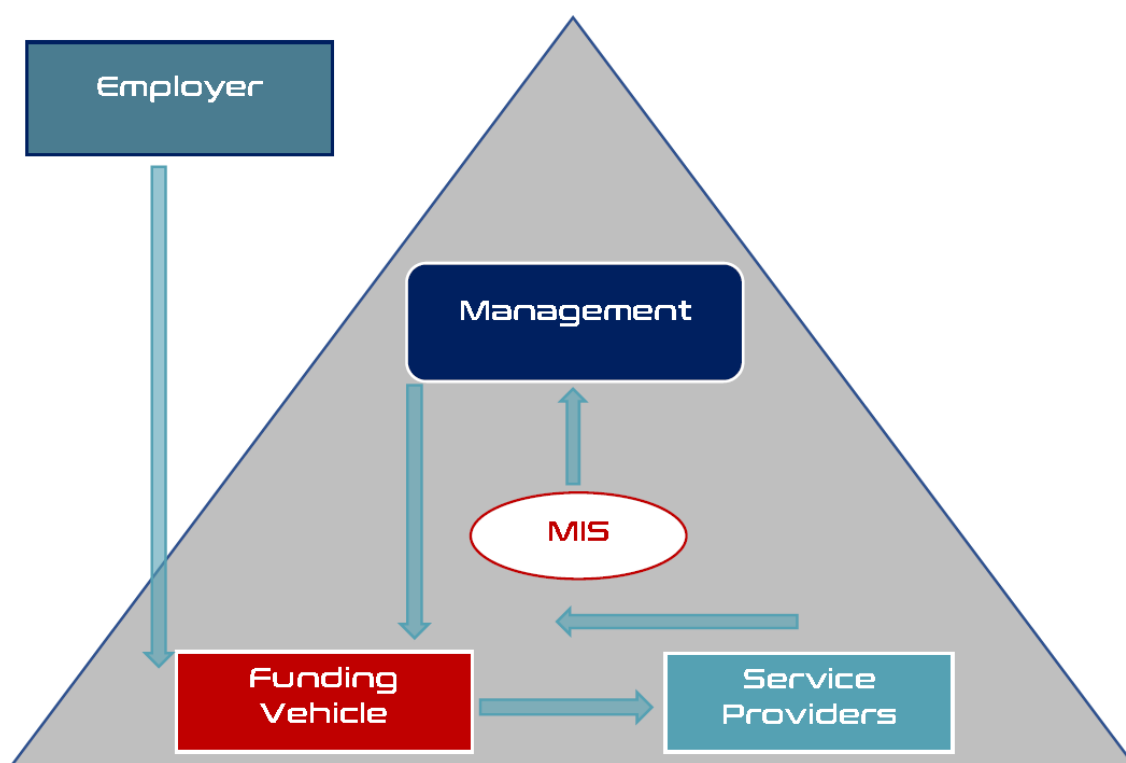 Employer
Management
MIS
Funding
Vehicle
Service
Providers